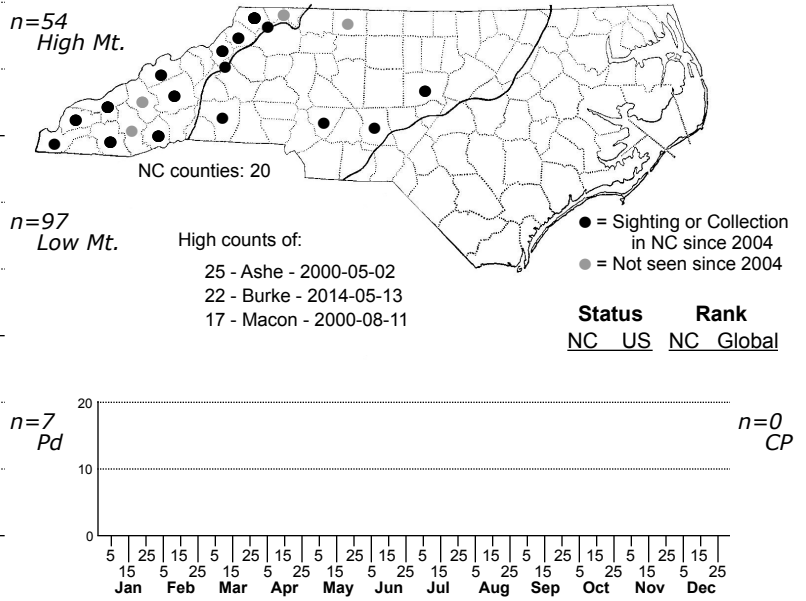 n=54
High Mt.
NC counties: 20
n=97
Low Mt.
High counts of:
25 - Ashe - 2000-05-02
22 - Burke - 2014-05-13
17 - Macon - 2000-08-11
● = Sighting or Collection
in NC since 2004
● = Not seen since 2004
Status Rank
NC US NC Global
n=7
Pd
n=0
CP
20
10
0
5 25 15 5 25 15 5 25 15 5 25 15 5 25 15 5 25 15
15 5 25 15 5 25 15 5 25 15 5 25 15 5 25 15 5 25
Jan Feb Mar Apr May Jun Jul Aug Sep Oct Nov Dec